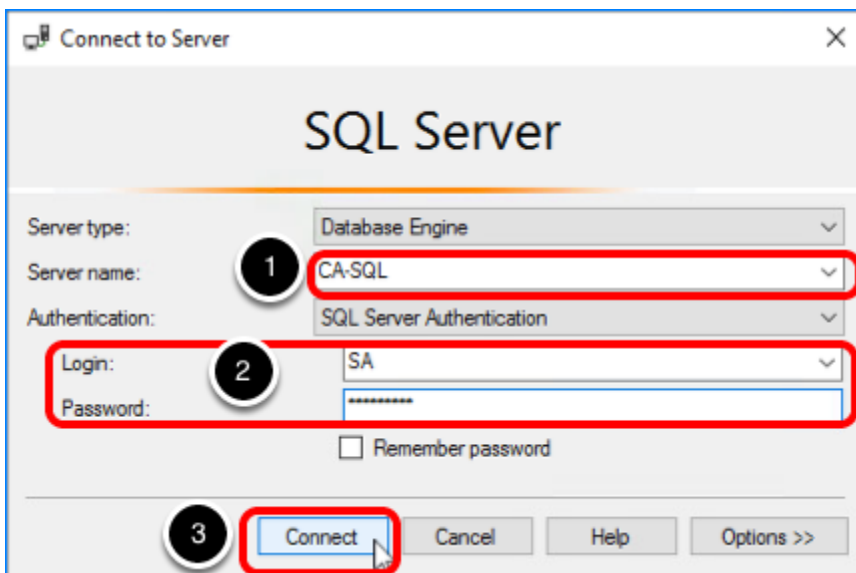 Connect to Server
SQL Server
Server type: Database Engine
1
Server name: CA-SQL
Authentication: SQL Server Authentication
2
Login: SA
Password: *********
Remember password
3
Connect Cancel Help Options >>